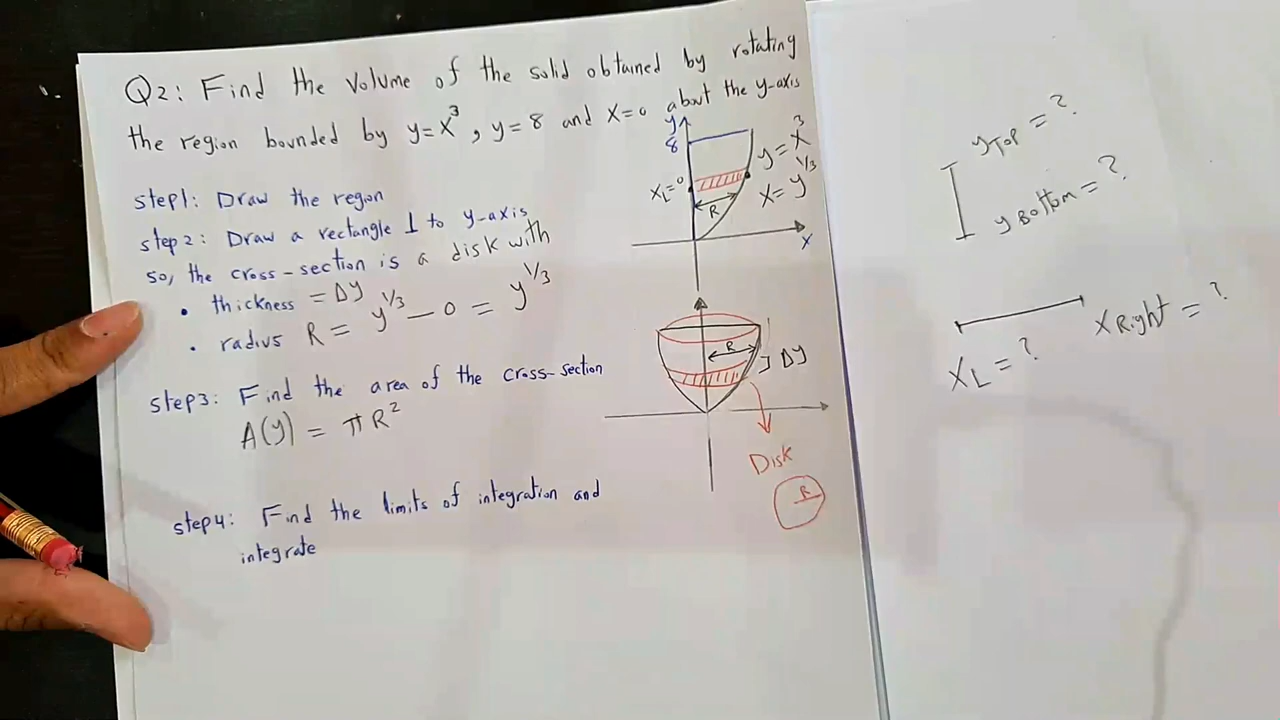 Q2: Find the volume of the solid obtained by rotating
the region bounded by y=x³, y=8 and x=0 about the y-axis
step1: Draw the regon
step2: Draw a rectangle ⊥ to y-axis
so, the cross-section is a disk with
• thickness = Δy
• radius R = y^1/3 - 0 = y^1/3
step3: Find the area of the cross-section
A(y) = πR²
step4: Find the limits of integration and
integrate
y
8
y = x³
x = y^1/3
x_L=0
R
x
R
] Δy
Disk
R
y Top = ?
y Bottom = ?
x Right = ?
x_L = ?